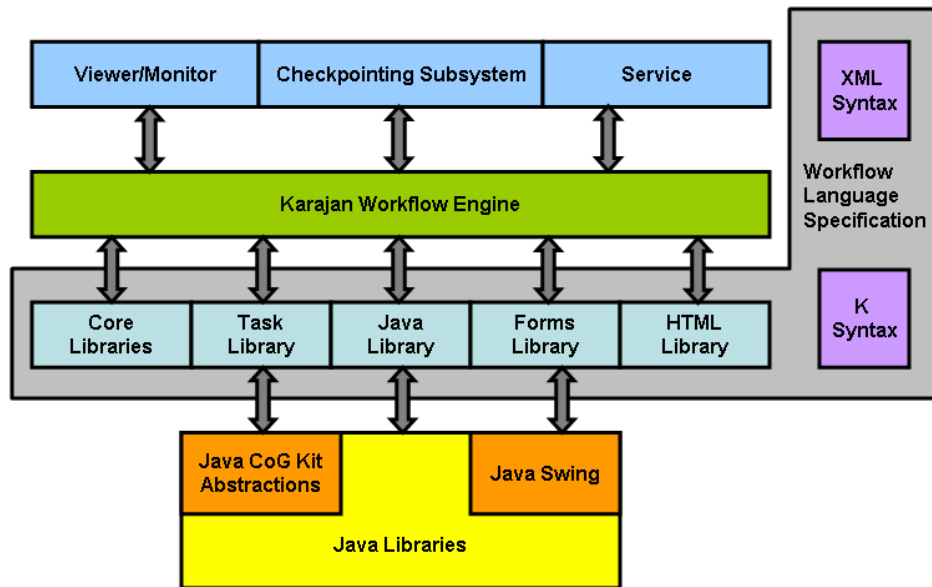 Viewer/Monitor
Checkpointing Subsystem
Service
XML
Syntax
Karajan Workflow Engine
Workflow
Language
Specification
Core
Libraries
Task
Library
Java
Library
Forms
Library
HTML
Library
K
Syntax
Java CoG Kit
Abstractions
Java Swing
Java Libraries